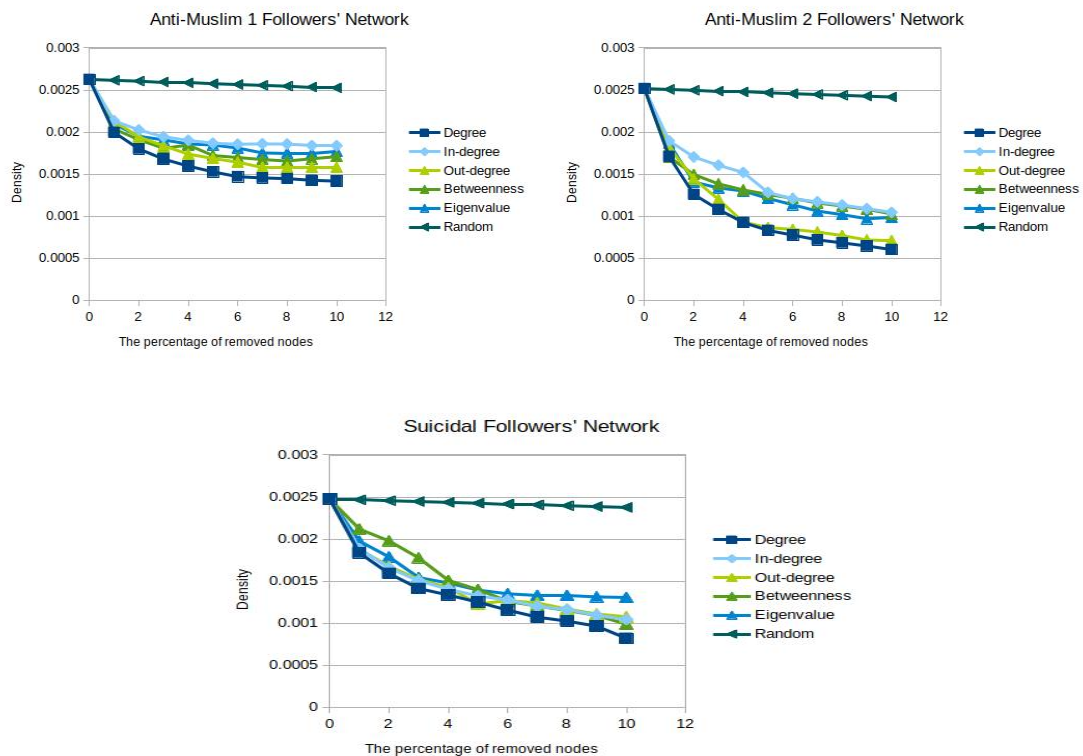 Anti-Muslim 1 Followers' Network
0.003
0.0025
0.002
0.0015
0.001
0.0005
0
Density
0 2 4 6 8 10 12
The percentage of removed nodes
Degree
In-degree
Out-degree
Betweenness
Eigenvalue
Random
Anti-Muslim 2 Followers' Network
0.003
0.0025
0.002
0.0015
0.001
0.0005
0
Density
0 2 4 6 8 10 12
The percentage of removed nodes
Degree
In-degree
Out-degree
Betweenness
Eigenvalue
Random
Suicidal Followers' Network
0.003
0.0025
0.002
0.0015
0.001
0.0005
0
Density
0 2 4 6 8 10 12
The percentage of removed nodes
Degree
In-degree
Out-degree
Betweenness
Eigenvalue
Random